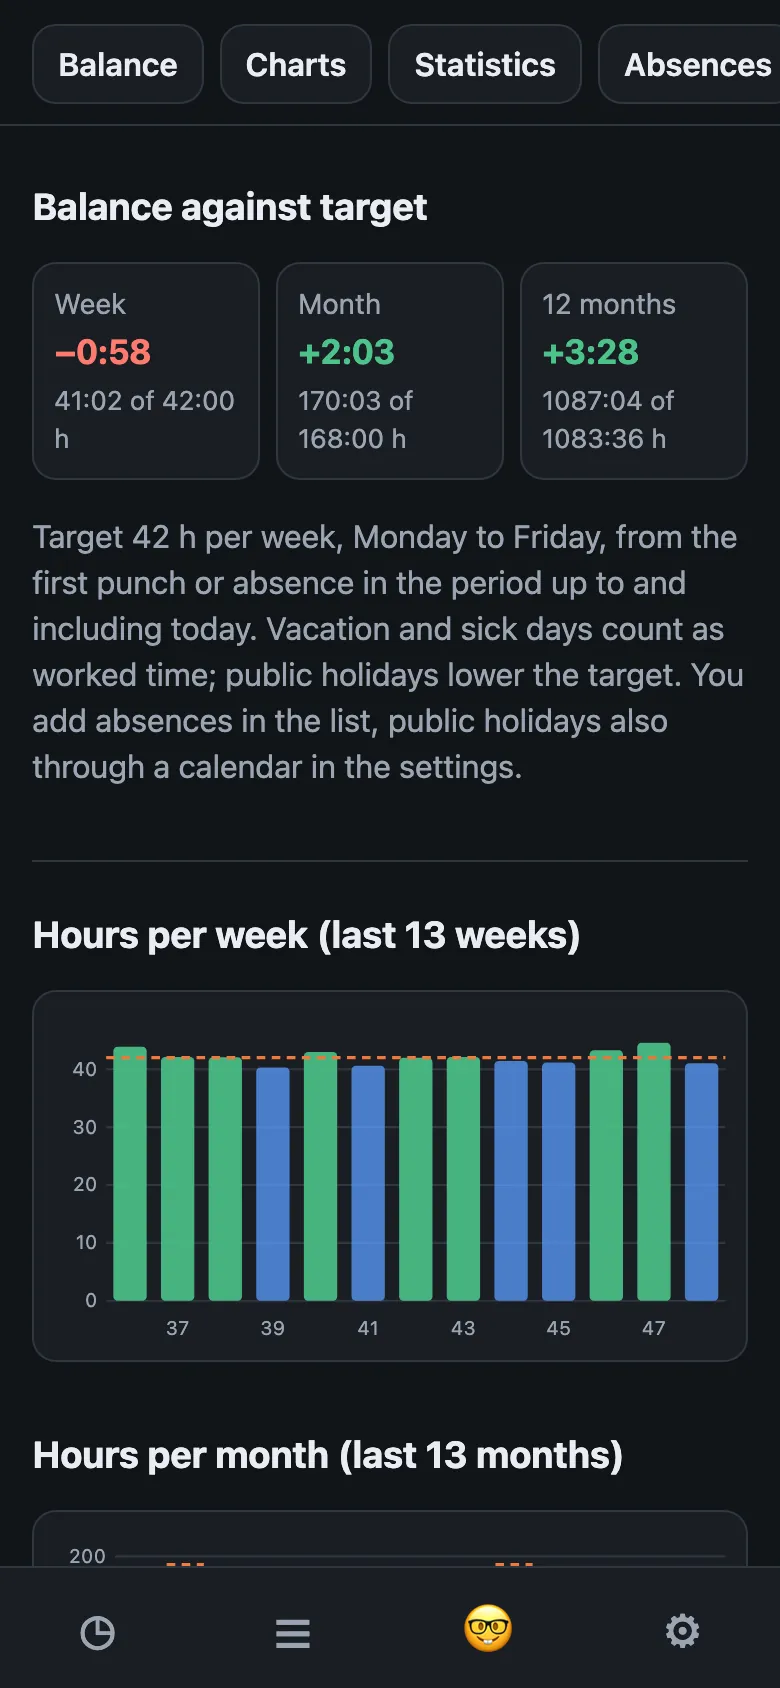 Balance Charts Statistics Absences
Balance against target
Week
−0:58
41:02 of 42:00
h
Month
+2:03
170:03 of
168:00 h
12 months
+3:28
1087:04 of
1083:36 h
Target 42 h per week, Monday to Friday, from the
first punch or absence in the period up to and
including today. Vacation and sick days count as
worked time; public holidays lower the target. You
add absences in the list, public holidays also
through a calendar in the settings.
Hours per week (last 13 weeks)
40
30
20
10
0
37 39 41 43 45 47
Hours per month (last 13 months)
200